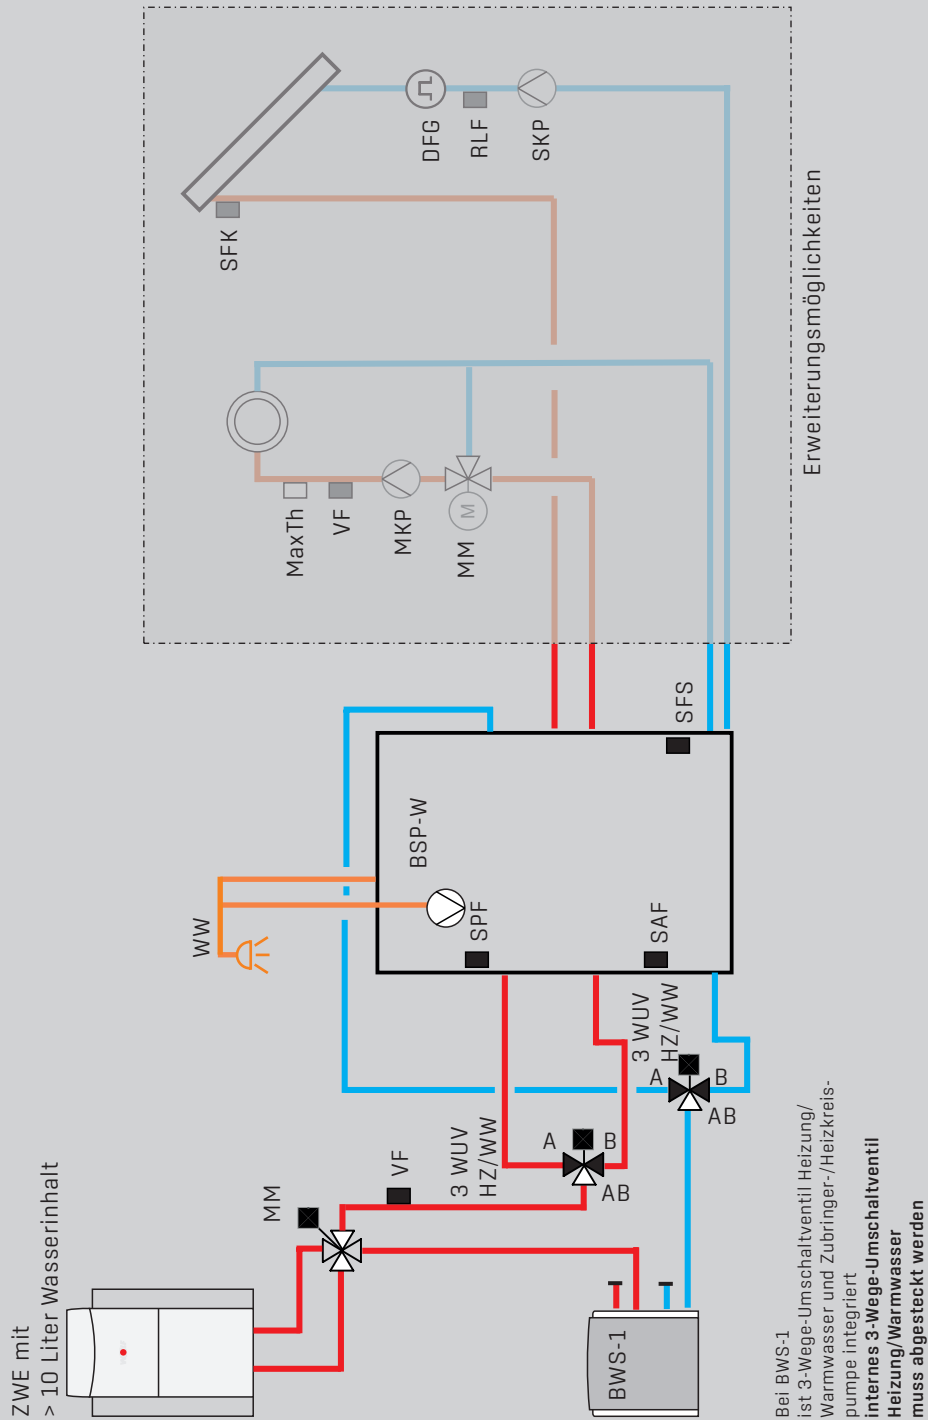 ZWE mit
> 10 Liter Wasserinhalt
MM
VF
3 WUV
HZ/WW
A
B
AB
3 WUV
HZ/WW
A
B
AB
BWS-1
WW
SPF
BSP-W
SAF
SFS
MaxTh
VF
MKP
MM
M
SFK
DFG
RLF
SKP
Erweiterungsmöglichkeiten
Bei BWS-1
ist 3-Wege-Umschaltventil Heizung/
Warmwasser und Zubringer-/Heizkreis-
pumpe integriert
internes 3-Wege-Umschaltventil
Heizung/Warmwasser
muss abgesteckt werden